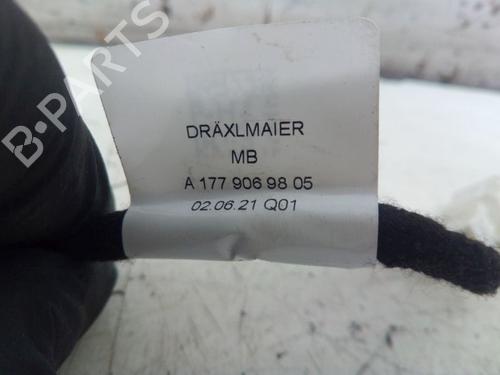 B-PARTS
DRÄXLMAIER
MB
A 177 906 98 05
02.06.21 Q01